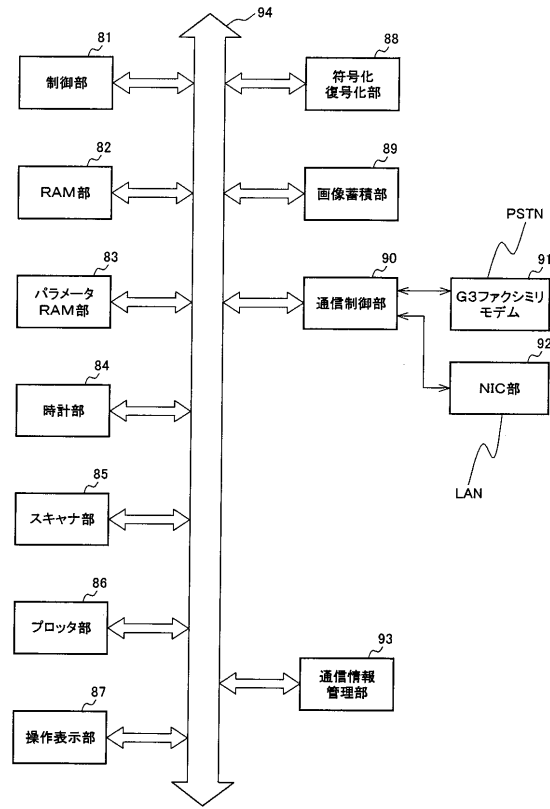 94
81
制御部
88
符号化
復号化部
82
RAM部
89
画像蓄積部
83
パラメータ
RAM部
90
通信制御部
PSTN
91
G3ファクシミリ
モデム
92
NIC部
LAN
84
時計部
85
スキャナ部
86
プロッタ部
93
通信情報
管理部
87
操作表示部